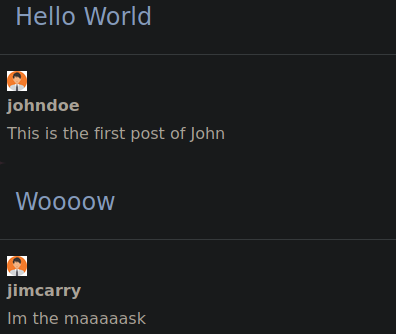 Hello World
johndoe
This is the first post of John
Woooow
jimcarry
Im the maaaaask